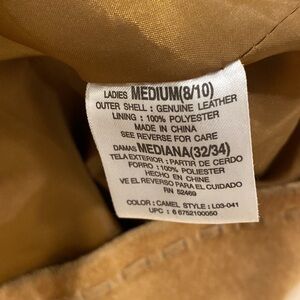 LADIES MEDIUM(8/10)
OUTER SHELL : GENUINE LEATHER
LINING : 100% POLYESTER
MADE IN CHINA
SEE REVERSE FOR CARE
DAMAS MEDIANA(32/34)
TELA EXTERIOR : PARTIR DE CERDO
FORRO : 100% POLIESTER
HECHO EN CHINE
VE EL REVERSO PARA EL CUIDADO
RN 52469
COLOR : CAMEL STYLE : L03-041
UPC : 6 6752100050